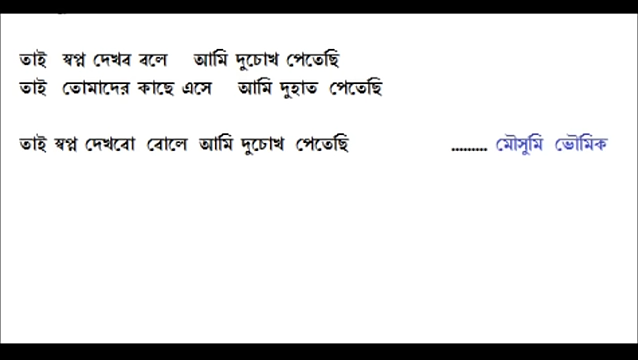 তাই স্বপ্ন দেখব বলে আমি দুচোখ পেতেছি
তাই তোমাদের কাছে এসে আমি দুহাত পেতেছি
তাই স্বপ্ন দেখবো বোলে আমি দুচোখ পেতেছি ......... মৌসুমি ভৌমিক